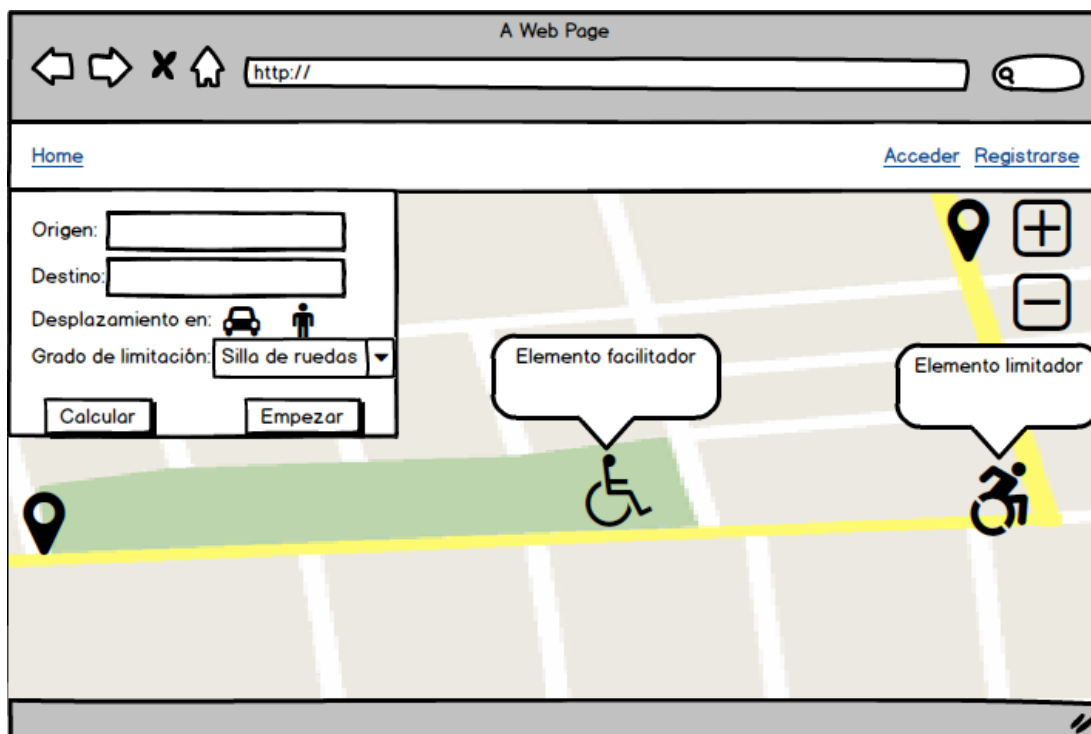 A Web Page
http://
Home
Acceder Registrarse
Origen:
Destino:
Desplazamiento en:
Grado de limitación: Silla de ruedas
Calcular Empezar
Elemento facilitador
Elemento limitador